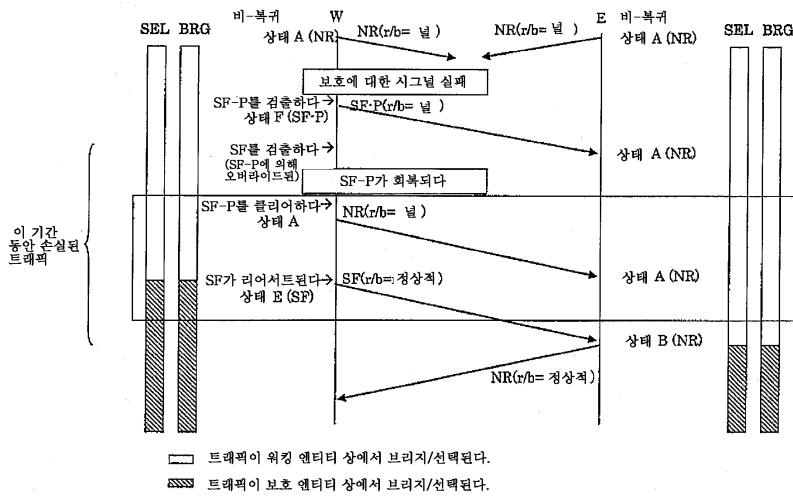 SEL BRG
비-복귀
W
E
비-복귀
SEL BRG
상태 A (NR)
NR(r/b= 널 )
NR(r/b= 널 )
상태 A (NR)
보호에 대한 시그널 실패
SF-P를 검출하다
상태 F (SF-P)
SF-P(r/b= 널 )
SF를 검출하다
(SF-P에 의해
오버라이드된)
상태 A (NR)
SF-P가 회복되다
SF-P를 클리어하다
상태 A
NR(r/b= 널 )
이 기간
동안 손실된
트래픽
상태 A (NR)
SF가 리어서트된다
상태 E (SF)
SF(r/b= 정상적)
상태 B (NR)
NR(r/b= 정상적)
트래픽이 워킹 엔티티 상에서 브리지/선택된다.
트래픽이 보호 엔티티 상에서 브리지/선택된다.